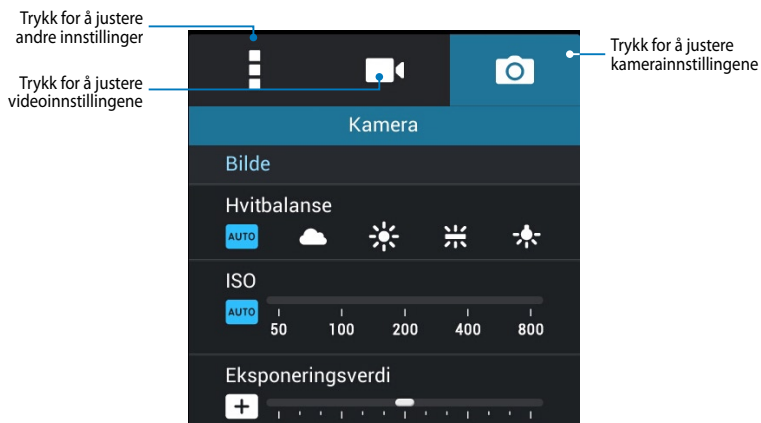 Trykk for å justere
andre innstillinger
Trykk for å justere
videoinnstillingene
Trykk for å justere
kamerainnstillingene
Kamera
Bilde
Hvitbalanse
AUTO
ISO
AUTO
50 100 200 400 800
Eksponeringsverdi